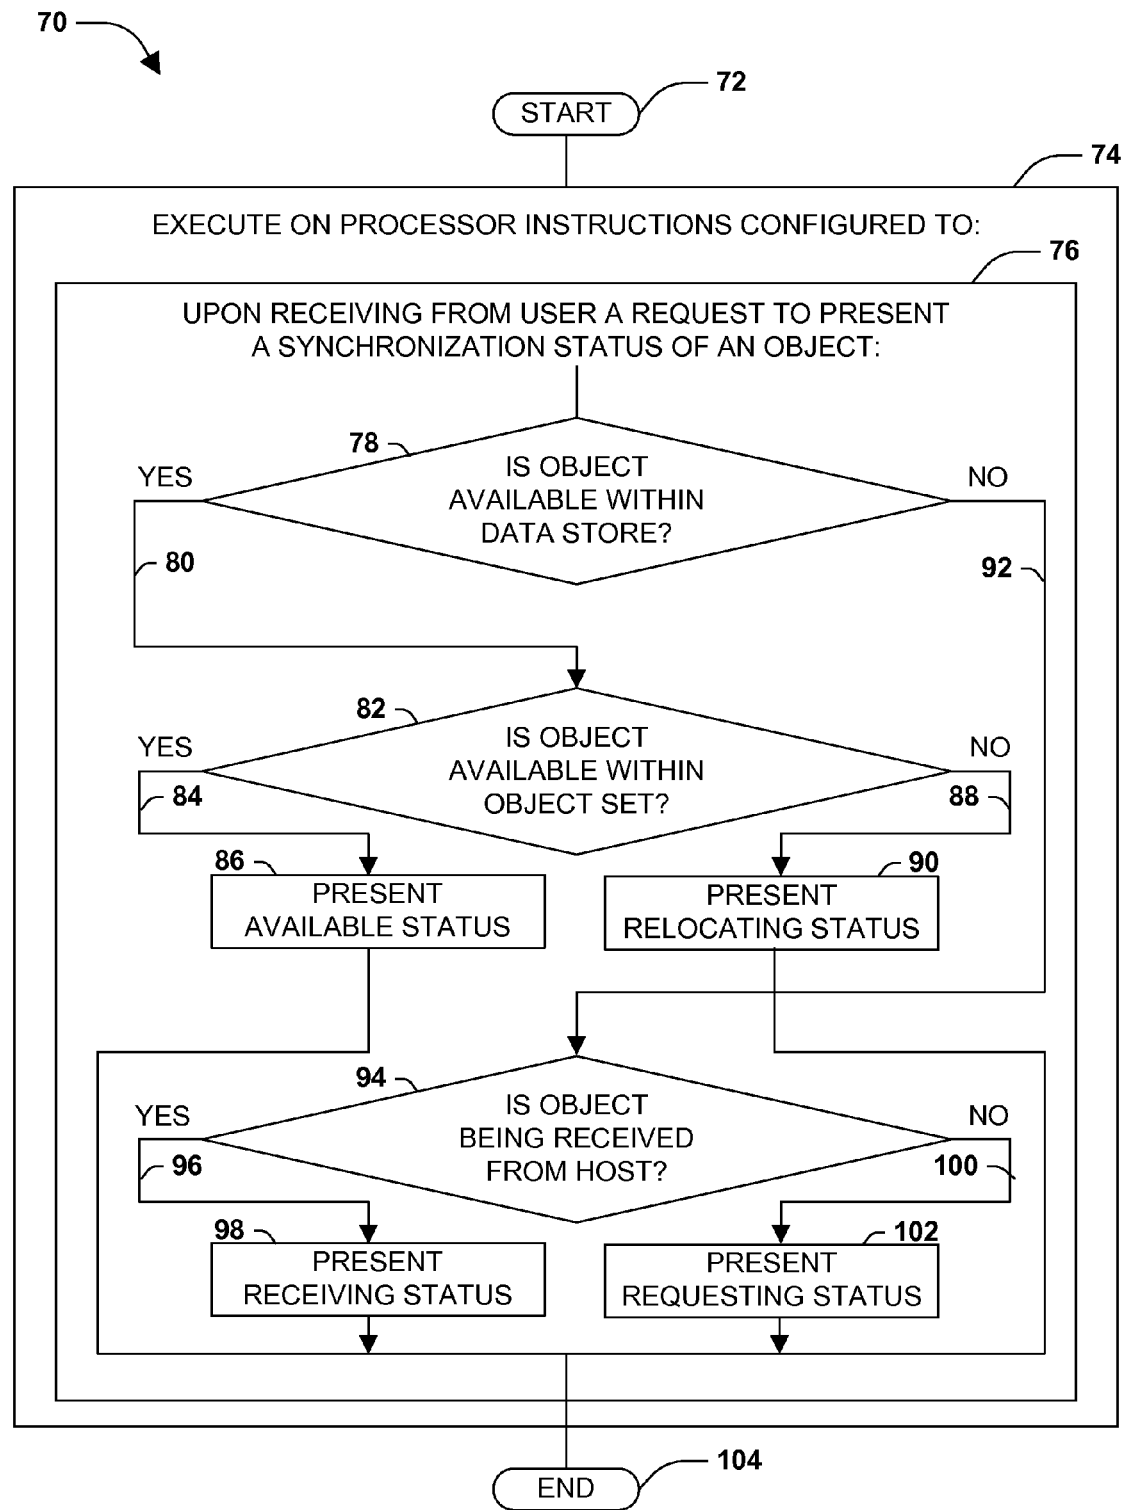 70
72
START
74
EXECUTE ON PROCESSOR INSTRUCTIONS CONFIGURED TO:
76
UPON RECEIVING FROM USER A REQUEST TO PRESENT
A SYNCHRONIZATION STATUS OF AN OBJECT:
78
YES
IS OBJECT
AVAILABLE WITHIN
DATA STORE?
NO
80
92
82
YES
IS OBJECT
AVAILABLE WITHIN
OBJECT SET?
NO
84
88
86
PRESENT
AVAILABLE STATUS
90
PRESENT
RELOCATING STATUS
94
YES
IS OBJECT
BEING RECEIVED
FROM HOST?
NO
96
100
98
PRESENT
RECEIVING STATUS
102
PRESENT
REQUESTING STATUS
END
104